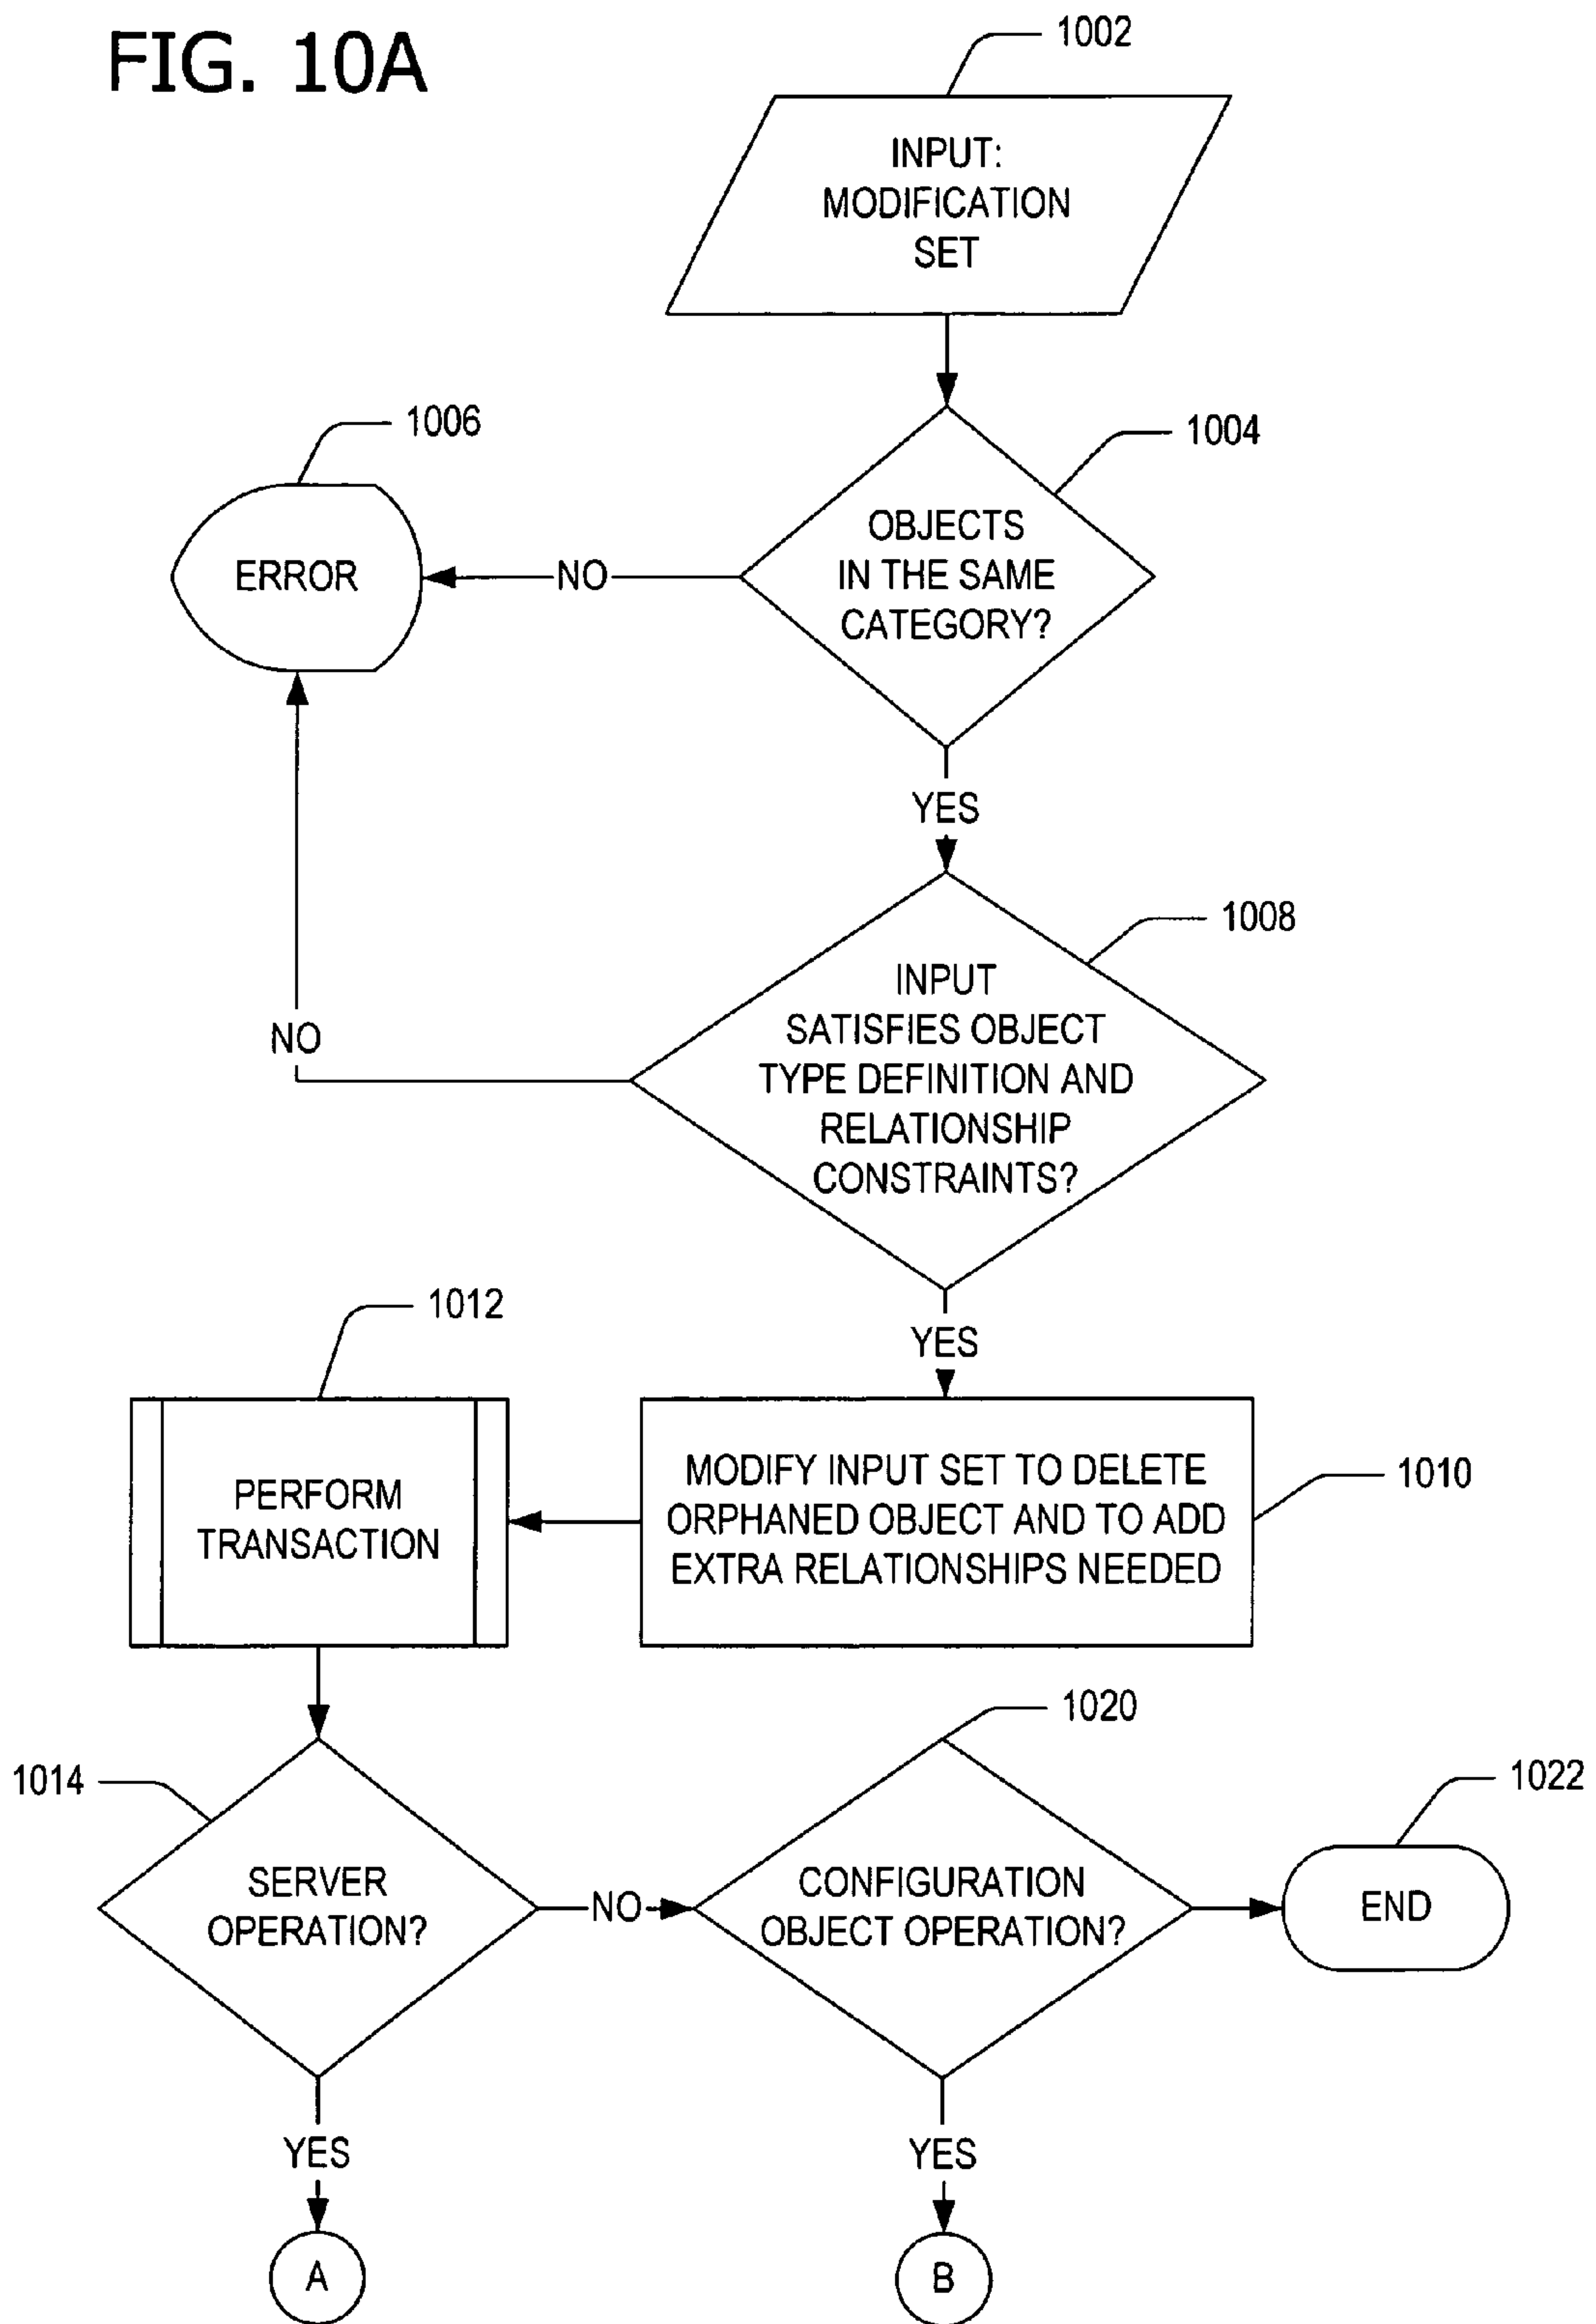 FIG. 10A
1002
INPUT:
MODIFICATION
SET
1006
1004
ERROR
NO
OBJECTS
IN THE SAME
CATEGORY?
YES
1008
INPUT
SATISFIES OBJECT
TYPE DEFINITION AND
RELATIONSHIP
CONSTRAINTS?
NO
YES
1012
PERFORM
TRANSACTION
MODIFY INPUT SET TO DELETE
ORPHANED OBJECT AND TO ADD
EXTRA RELATIONSHIPS NEEDED
1010
1014
SERVER
OPERATION?
NO
1020
CONFIGURATION
OBJECT OPERATION?
1022
END
YES
YES
A
B